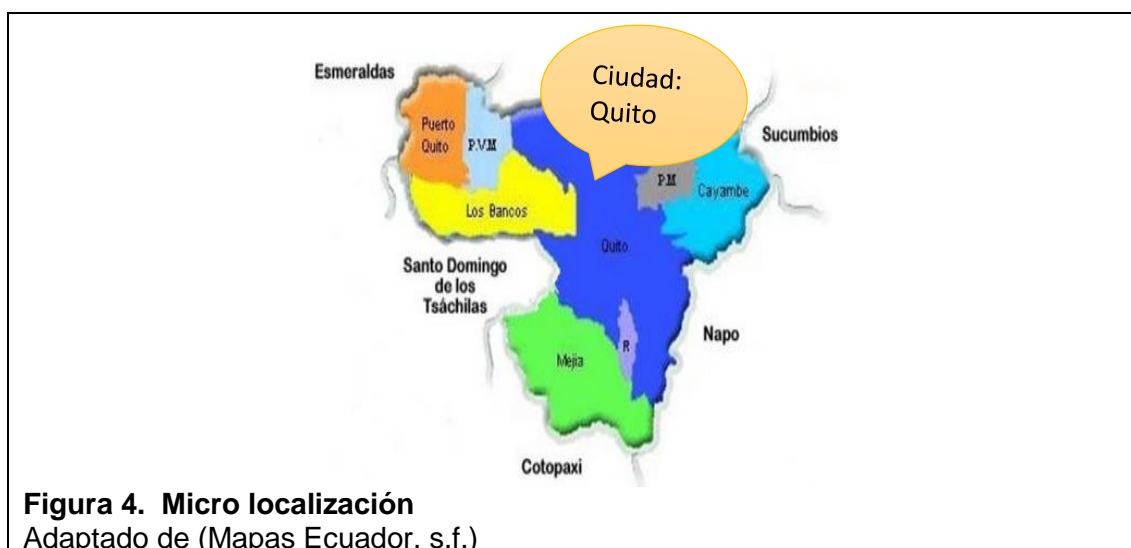 Esmeraldas
Ciudad:
Quito
Sucumbios
Puerto
Quito
P.V.M
P.M
Cayambe
Los Bancos
Quito
Santo Domingo
de los
Tsáchilas
Napo
R
Mejia
Cotopaxi
Figura 4. Micro localización
Adaptado de (Mapas Ecuador, s.f.)